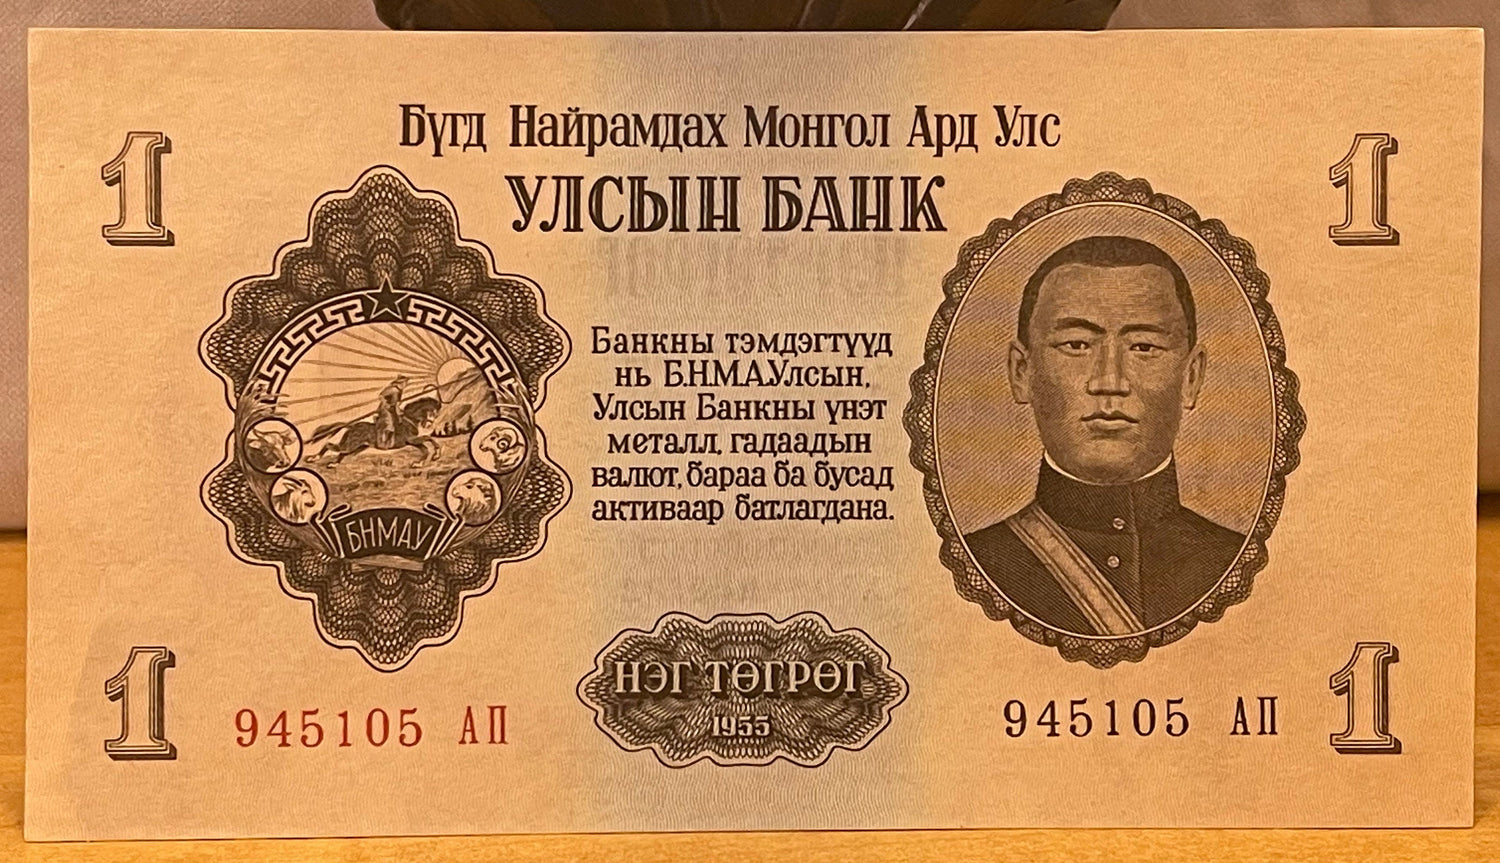 Бүгд Найрамдах Монгол Ард Улс
УЛСЫН БАНК
1
1
Банкны тэмдэгтүүд
нь Б.Н.М.А.Улсын,
Улсын Банкны үнэт
металл, гадаадын
валют, бараа ба бусад
активаар батлагдана.
БНМАУ
НЭГ ТӨГРӨГ
1955
1
945105 АП
945105 АП
1